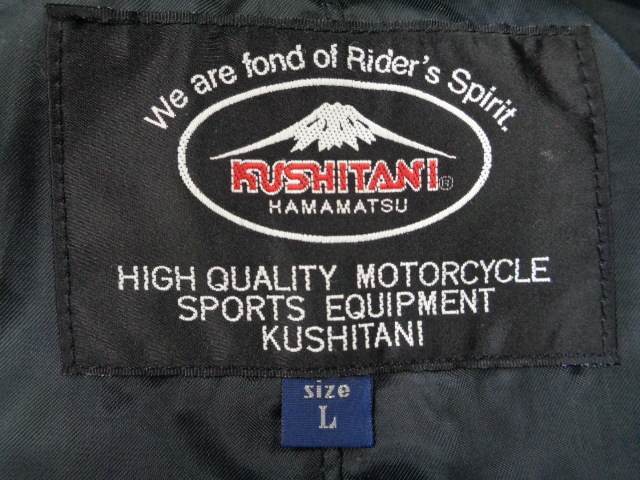 We are fond of Rider's Spirit.
KUSHITANI®
HAMAMATSU
HIGH QUALITY MOTORCYCLE
SPORTS EQUIPMENT
KUSHITANI
size
L